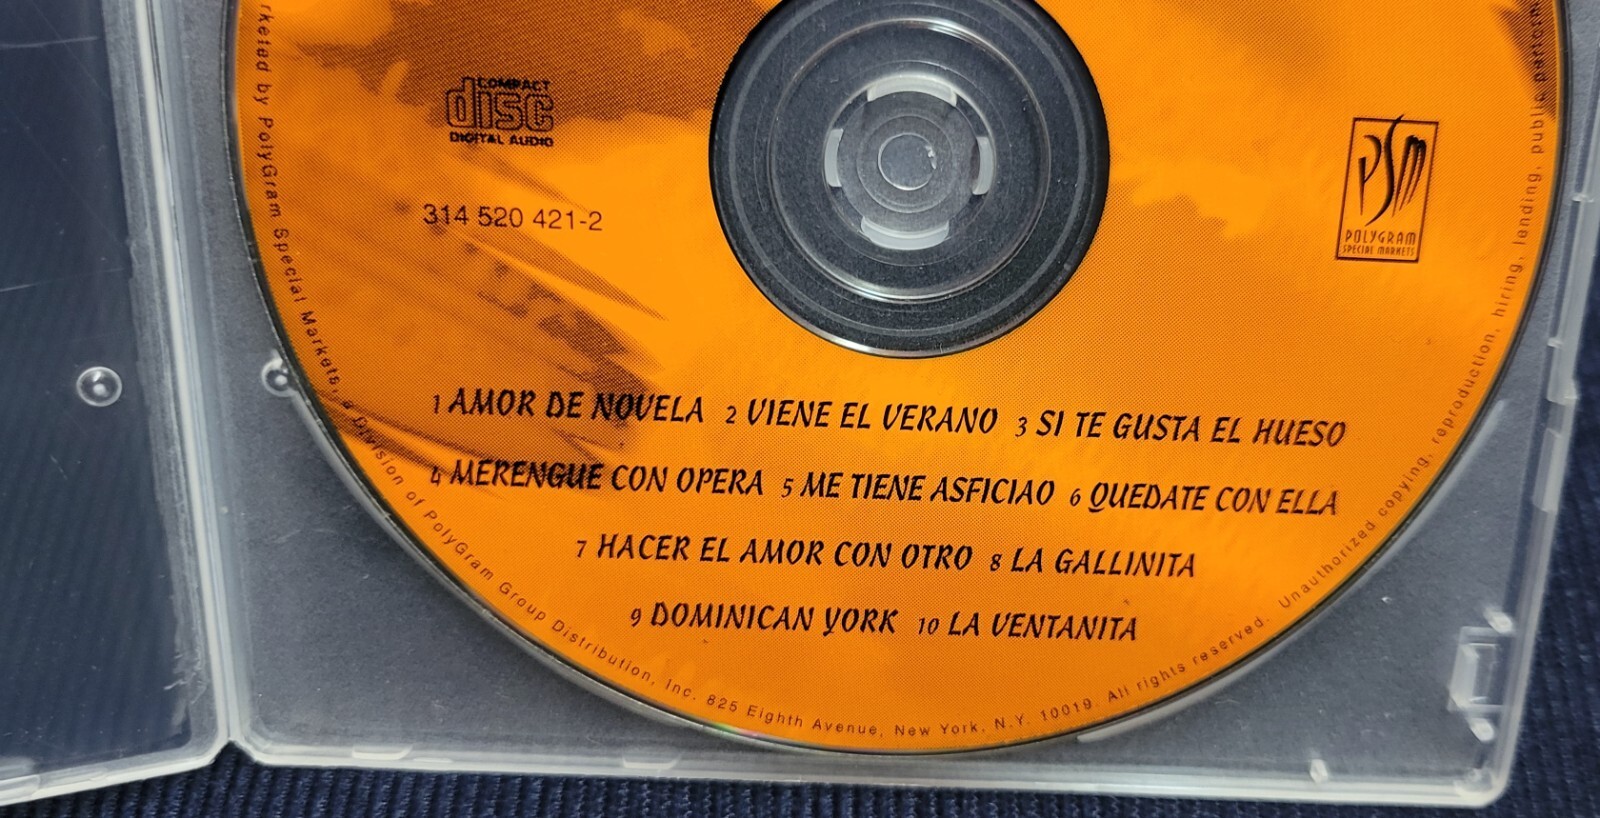 COMPACT
disc
DIGITAL AUDIO
314 520 421-2
PSM
POLYGRAM
SPECIAL MARKETS
1 AMOR DE NOVELA 2 VIENE EL VERANO 3 SI TE GUSTA EL HUESO
4 MERENGUE CON OPERA 5 ME TIENE ASFICIAO 6 QUEDATE CON ELLA
7 HACER EL AMOR CON OTRO 8 LA GALLINITA
9 DOMINICAN YORK 10 LA VENTANITA
by PolyGram Special Markets, a Division of PolyGram Group Distribution, Inc. 825 Eighth Avenue, New York, N.Y. 10019. All rights reserved. Unauthorized copying, reproduction, hiring, lending, public